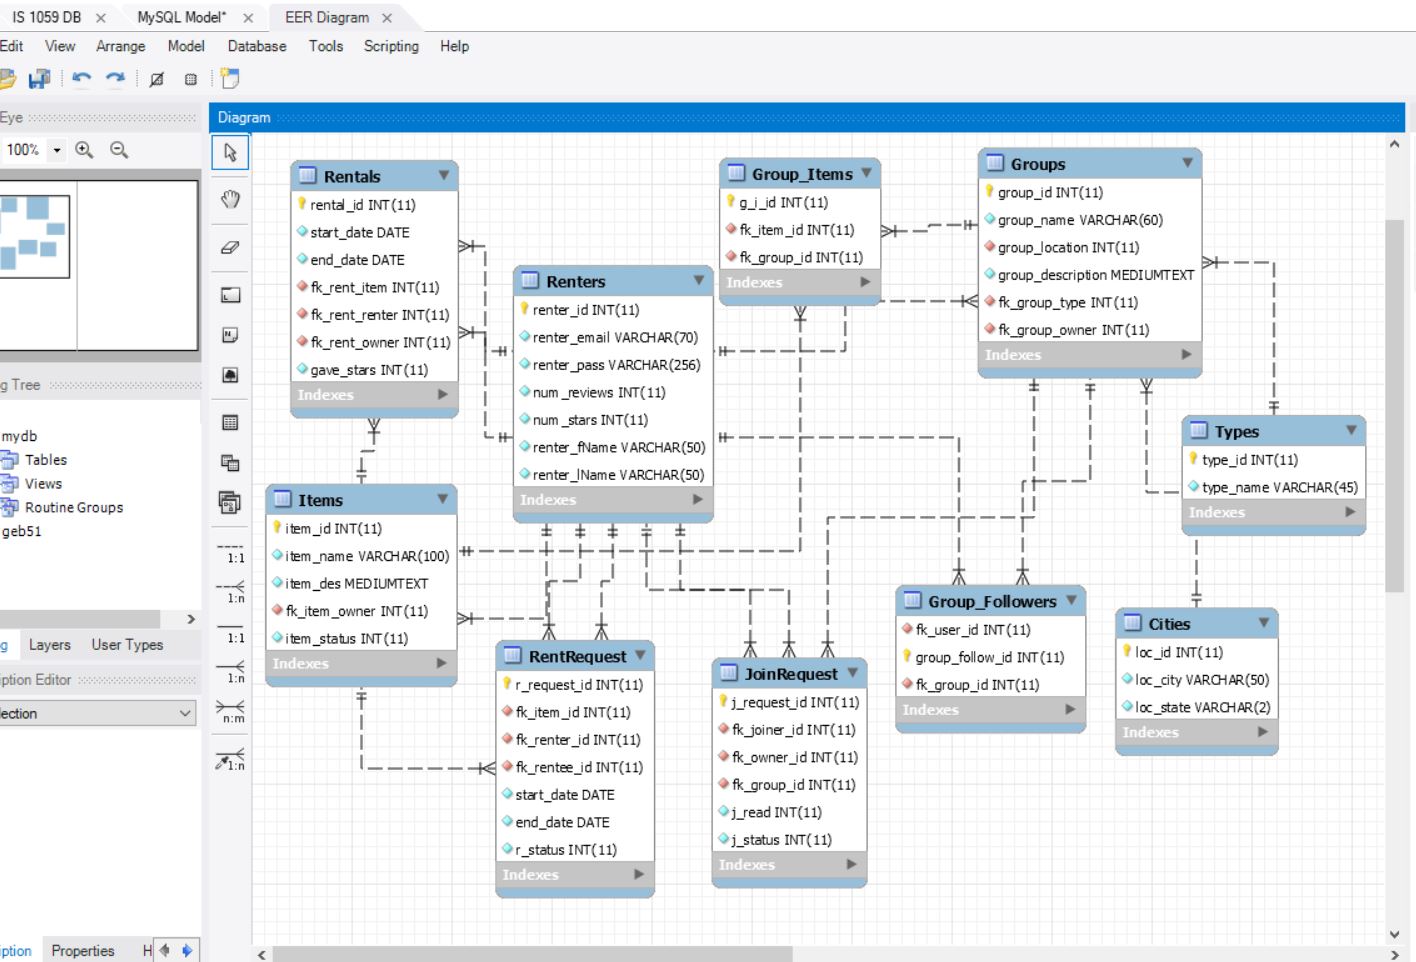 IS 1059 DB
MySQL Model*
EER Diagram
Edit View Arrange Model Database Tools Scripting Help
Eye
100%
Diagram
Rentals
rental_id INT(11)
start_date DATE
end_date DATE
fk_rent_item INT(11)
fk_rent_renter INT(11)
fk_rent_owner INT(11)
gave_stars INT(11)
Indexes
Renters
renter_id INT(11)
renter_email VARCHAR(70)
renter_pass VARCHAR(256)
num_reviews INT(11)
num_stars INT(11)
renter_fName VARCHAR(50)
renter_lName VARCHAR(50)
Indexes
Group_Items
g_i_id INT(11)
fk_item_id INT(11)
fk_group_id INT(11)
Indexes
Groups
group_id INT(11)
group_name VARCHAR(60)
group_location INT(11)
group_description MEDIUMTEXT
fk_group_type INT(11)
fk_group_owner INT(11)
Indexes
Types
type_id INT(11)
type_name VARCHAR(45)
Indexes
Items
item_id INT(11)
item_name VARCHAR(100)
item_des MEDIUMTEXT
fk_item_owner INT(11)
item_status INT(11)
Indexes
RentRequest
r_request_id INT(11)
fk_item_id INT(11)
fk_renter_id INT(11)
fk_rentee_id INT(11)
start_date DATE
end_date DATE
r_status INT(11)
Indexes
JoinRequest
j_request_id INT(11)
fk_joiner_id INT(11)
fk_owner_id INT(11)
fk_group_id INT(11)
j_read INT(11)
j_status INT(11)
Indexes
Group_Followers
fk_user_id INT(11)
group_follow_id INT(11)
fk_group_id INT(11)
Indexes
Cities
loc_id INT(11)
loc_city VARCHAR(50)
loc_state VARCHAR(2)
Indexes
g Tree
mydb
Tables
Views
Routine Groups
geb51
g Layers User Types
iption Editor
lection
iption Properties H
1:1
1:n
1:1
1:n
n:m
1:n